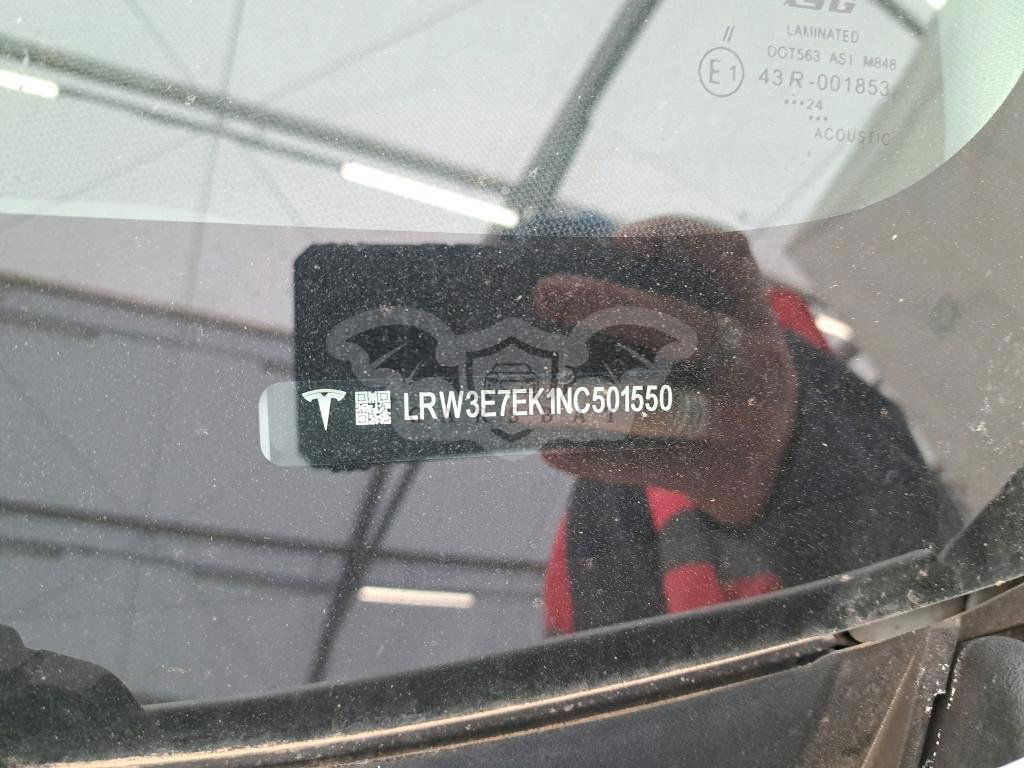 LAMINATED
DOT563 AS1 M848
E1 43R-001853
•••24
•••
ACOUSTIC
LRW3E7EK1NC501550